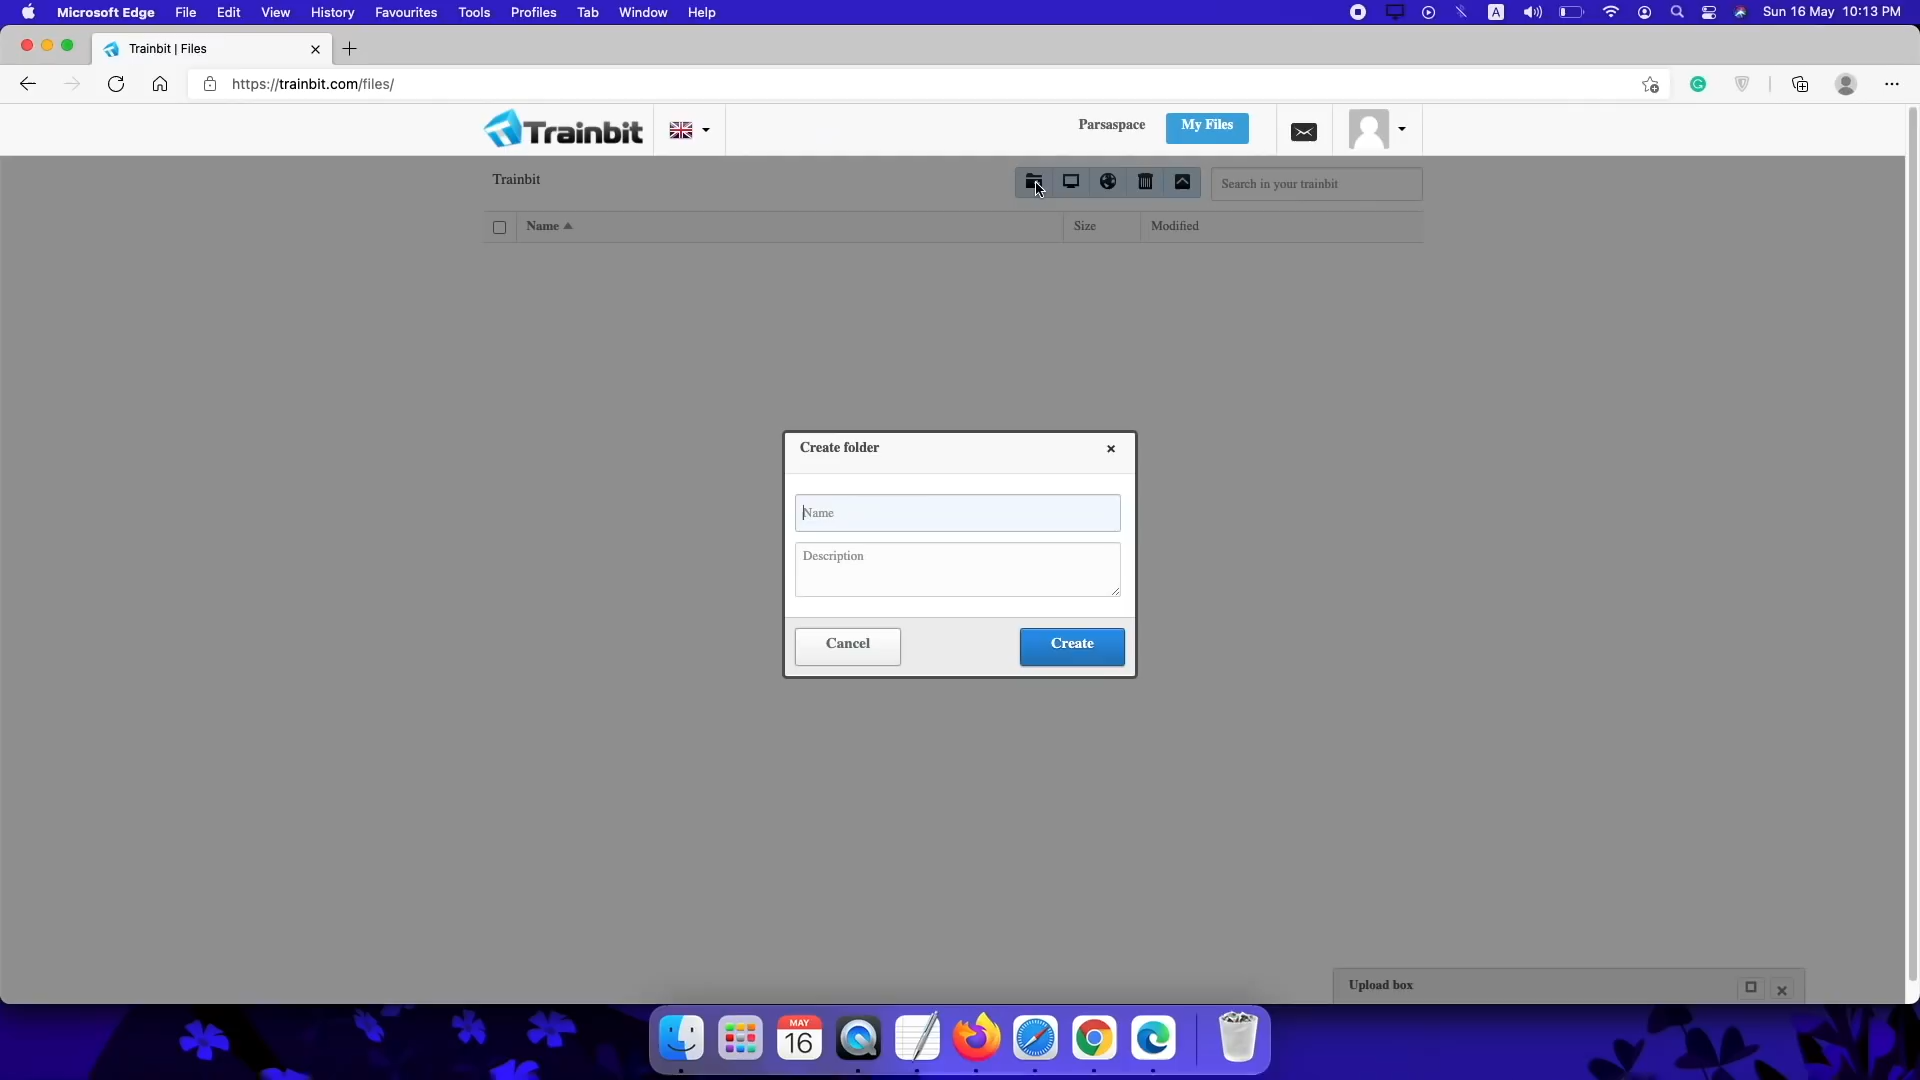 Microsoft Edge File Edit View History Favourites Tools Profiles Tab Window Help A Sun 16 May 10:13 PM
Trainbit | Files
https://trainbit.com/files/
Trainbit Parsaspace My Files
Trainbit Search in your trainbit
Name Size Modified
Create folder
Name
Description
Cancel Create
Upload box
MAY
16